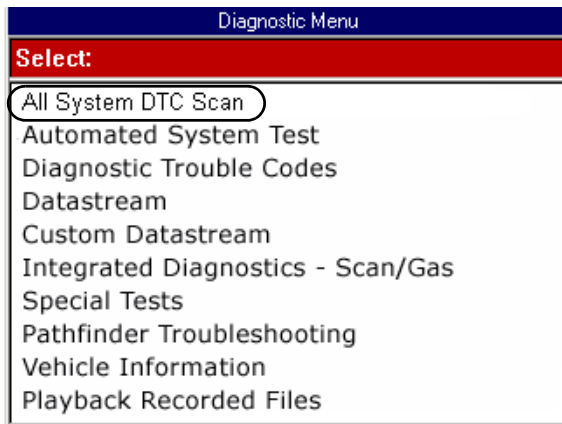 Diagnostic Menu
Select:
All System DTC Scan
Automated System Test
Diagnostic Trouble Codes
Datastream
Custom Datastream
Integrated Diagnostics - Scan/Gas
Special Tests
Pathfinder Troubleshooting
Vehicle Information
Playback Recorded Files